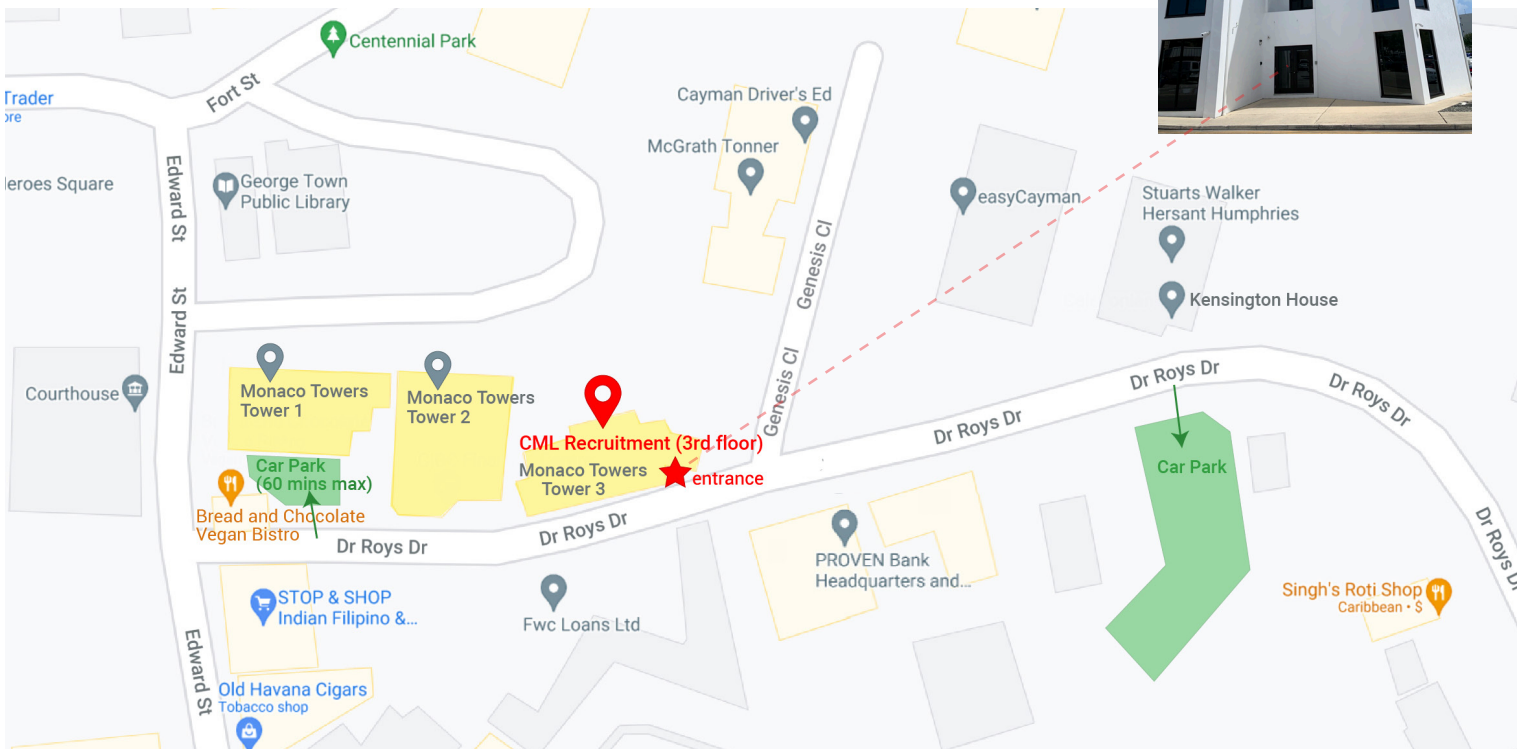 Centennial Park
Fort St
Trader
ore
Cayman Driver's Ed
McGrath Tonner
Edward St
eroes Square
George Town
Public Library
easyCayman
Stuarts Walker
Hersant Humphries
Genesis Cl
Kensington House
Edward St
Genesis Cl
Courthouse
Monaco Towers
Tower 1
Monaco Towers
Tower 2
CML Recruitment (3rd floor)
Monaco Towers
Tower 3
entrance
Dr Roys Dr
Dr Roys Dr
Dr Roys Dr
Car Park
(60 mins max)
Car Park
Bread and Chocolate
Vegan Bistro
Dr Roys Dr
Dr Roys Dr
Dr Roys Dr
PROVEN Bank
Headquarters and...
STOP & SHOP
Indian Filipino &...
Fwc Loans Ltd
Singh's Roti Shop
Caribbean • $
Edward St
Old Havana Cigars
Tobacco shop